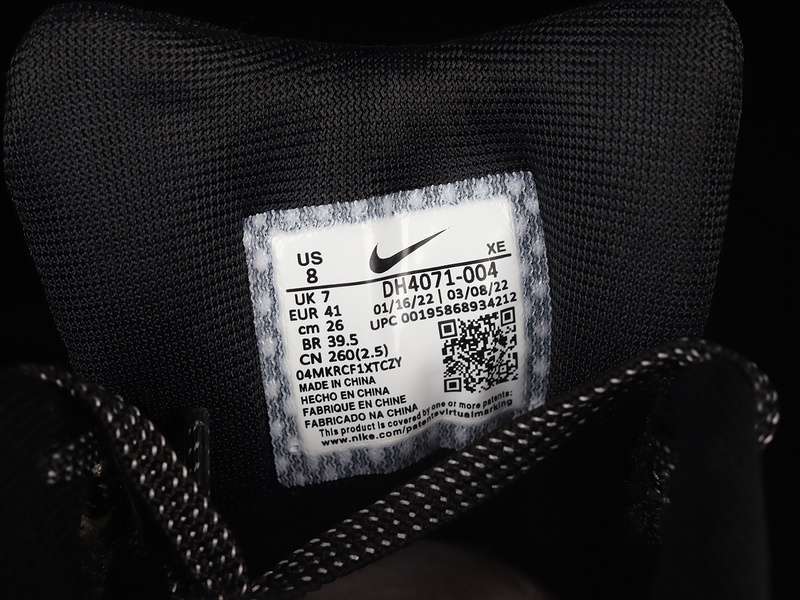 US
8
XE
UK 7
EUR 41
cm 26
BR 39.5
CN 260(2.5)
DH4071-004
01/16/22 | 03/08/22
UPC 00195868934212
04MKRCF1XTCZY
MADE IN CHINA
HECHO EN CHINA
FABRIQUE EN CHINE
FABRICADO NA CHINA
This product is covered by one or more patents:
www.nike.com/patentsvirtualmarking